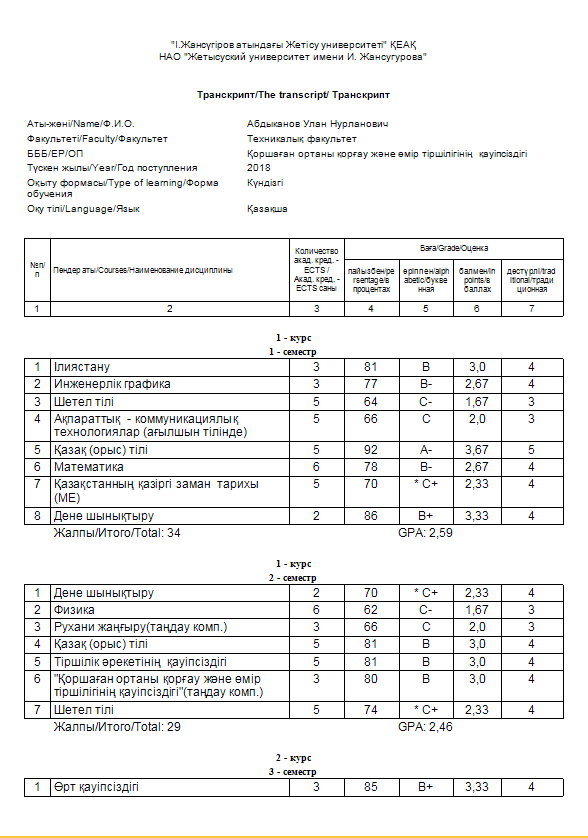 "І.Жансүгіров атындағы Жетісу университеті" ҚЕАҚ
НАО "Жетысуский университет имени И. Жансугурова"
Транскрипт/The transcript/ Транскрипт
Аты-жөні/Name/Ф.И.О. Абдыканов Улан Нурланович
Факультеті/Faculty/Факультет Техникалық факультет
БББ/ЕР/ОП Қоршаған ортаны қорғау және өмір тіршілігінің қауіпсіздігі
Түскен жылы/Year/Год поступления 2018
Оқыту формасы/Type of learning/Форма обучения Күндізгі
Оқу тілі/Language/Язык Қазақша
№п/п Пәндер аты/Courses/Наименование дисциплины Количество акад. кред. - ECTS / Акад. кред. - ECTS саны Баға/Grade/Оценка
пайызбен/persentage/в процентах әріппен/alphabetic/буквенная балмен/in points/в баллах дәстүрлі/traditional/традиционная
1 2 3 4 5 6 7
1 - курс
1 - семестр
1 Ілиястану 3 81 B 3,0 4
2 Инженерлік графика 3 77 B- 2,67 4
3 Шетел тілі 5 64 C- 1,67 3
4 Ақпараттық - коммуникациялық технологиялар (ағылшын тілінде) 5 66 C 2,0 3
5 Қазақ (орыс) тілі 5 92 A- 3,67 5
6 Математика 6 78 B- 2,67 4
7 Қазақстанның қазіргі заман тарихы (МЕ) 5 70 * C+ 2,33 4
8 Дене шынықтыру 2 86 B+ 3,33 4
Жалпы/Итого/Total: 34 GPA: 2,59
1 - курс
2 - семестр
1 Дене шынықтыру 2 70 * C+ 2,33 4
2 Физика 6 62 C- 1,67 3
3 Рухани жаңғыру(таңдау комп.) 3 66 C 2,0 3
4 Қазақ (орыс) тілі 5 81 B 3,0 4
5 Тіршілік әрекетінің қауіпсіздігі 5 81 B 3,0 4
6 "Қоршаған ортаны қорғау және өмір тіршілігінің қауіпсіздігі"(таңдау комп.) 3 80 B 3,0 4
7 Шетел тілі 5 74 * C+ 2,33 4
Жалпы/Итого/Total: 29 GPA: 2,46
2 - курс
3 - семестр
1 Өрт қауіпсіздігі 3 85 B+ 3,33 4